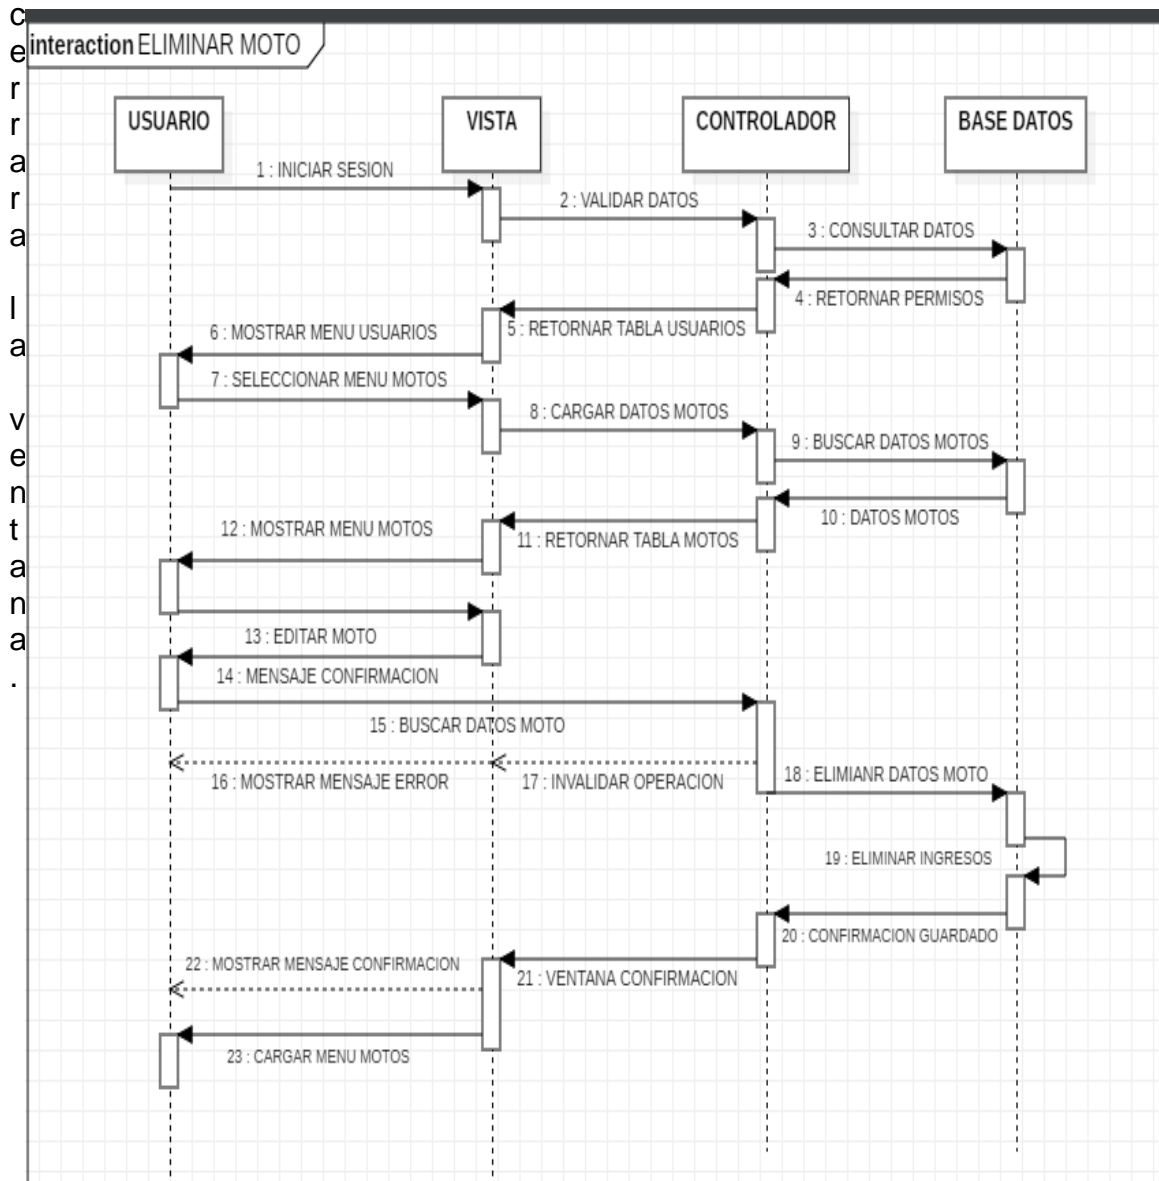 cerrara la ventana.
interaction ELIMINAR MOTO
USUARIO
VISTA
CONTROLADOR
BASE DATOS
1 : INICIAR SESION
2 : VALIDAR DATOS
3 : CONSULTAR DATOS
4 : RETORNAR PERMISOS
5 : RETORNAR TABLA USUARIOS
6 : MOSTRAR MENU USUARIOS
7 : SELECCIONAR MENU MOTOS
8 : CARGAR DATOS MOTOS
9 : BUSCAR DATOS MOTOS
10 : DATOS MOTOS
11 : RETORNAR TABLA MOTOS
12 : MOSTRAR MENU MOTOS
13 : EDITAR MOTO
14 : MENSAJE CONFIRMACION
15 : BUSCAR DATOS MOTO
16 : MOSTRAR MENSAJE ERROR
17 : INVALIDAR OPERACION
18 : ELIMIANR DATOS MOTO
19 : ELIMINAR INGRESOS
20 : CONFIRMACION GUARDADO
21 : VENTANA CONFIRMACION
22 : MOSTRAR MENSAJE CONFIRMACION
23 : CARGAR MENU MOTOS